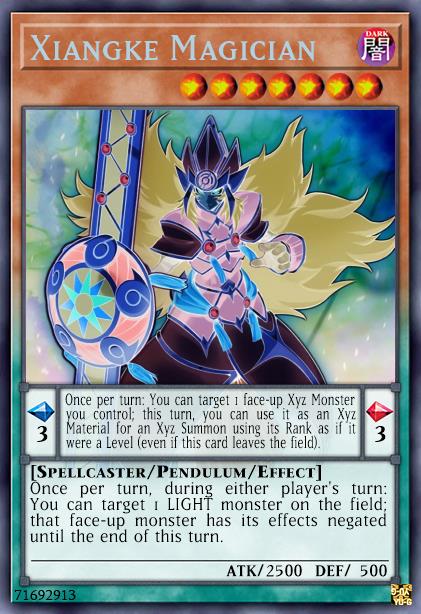 Xiangke Magician
DARK
闇
Once per turn: You can target 1 face-up Xyz Monster
you control; this turn, you can use it as an Xyz
Material for an Xyz Summon using its Rank as if it
were a Level (even if this card leaves the field).
3
3
[Spellcaster/Pendulum/Effect]
Once per turn, during either player's turn:
You can target 1 LIGHT monster on the field;
that face-up monster has its effects negated
until the end of this turn.
ATK/2500 DEF/ 500
71692913